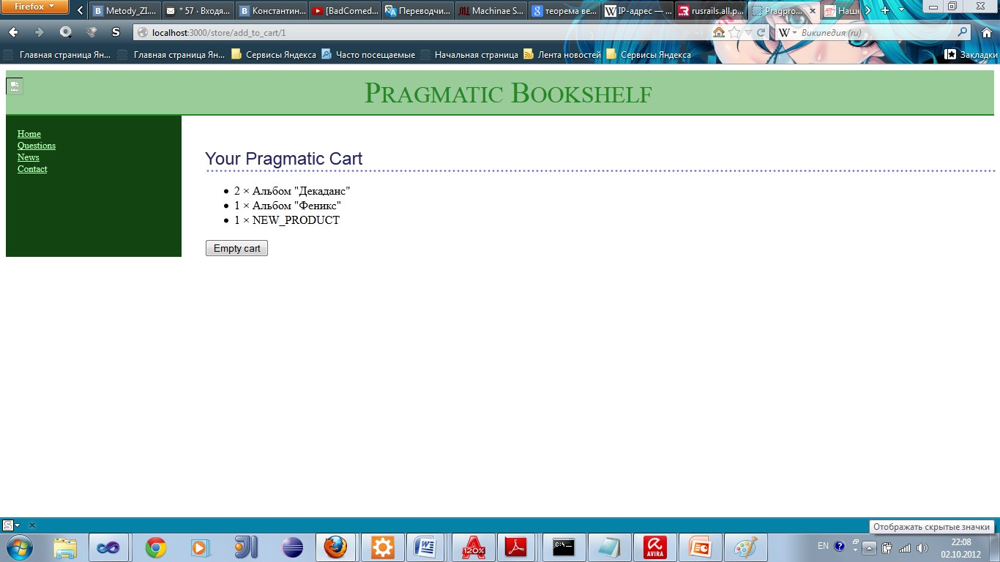 Firefox
Metody_ZI....
* 57 · Входя...
Константин...
[BadComed...
Переводчи...
Machinae S...
теорема ве...
IP-адрес — ...
rusrails.all.p...
Pragpro...
Наше
S
localhost:3000/store/add_to_cart/1
W
Википедия (ru)
Главная страница Ян...
Главная страница Ян...
Сервисы Яндекса
Часто посещаемые
Начальная страница
Лента новостей
Сервисы Яндекса
Закладки
Pragmatic Bookshelf
Home
Questions
News
Contact
Your Pragmatic Cart
2 × Альбом "Декаданс"
1 × Альбом "Феникс"
1 × NEW_PRODUCT
Empty cart
S
Отображать скрытые значки
120%
C:\_
AVIRA
EN
22:08
02.10.2012